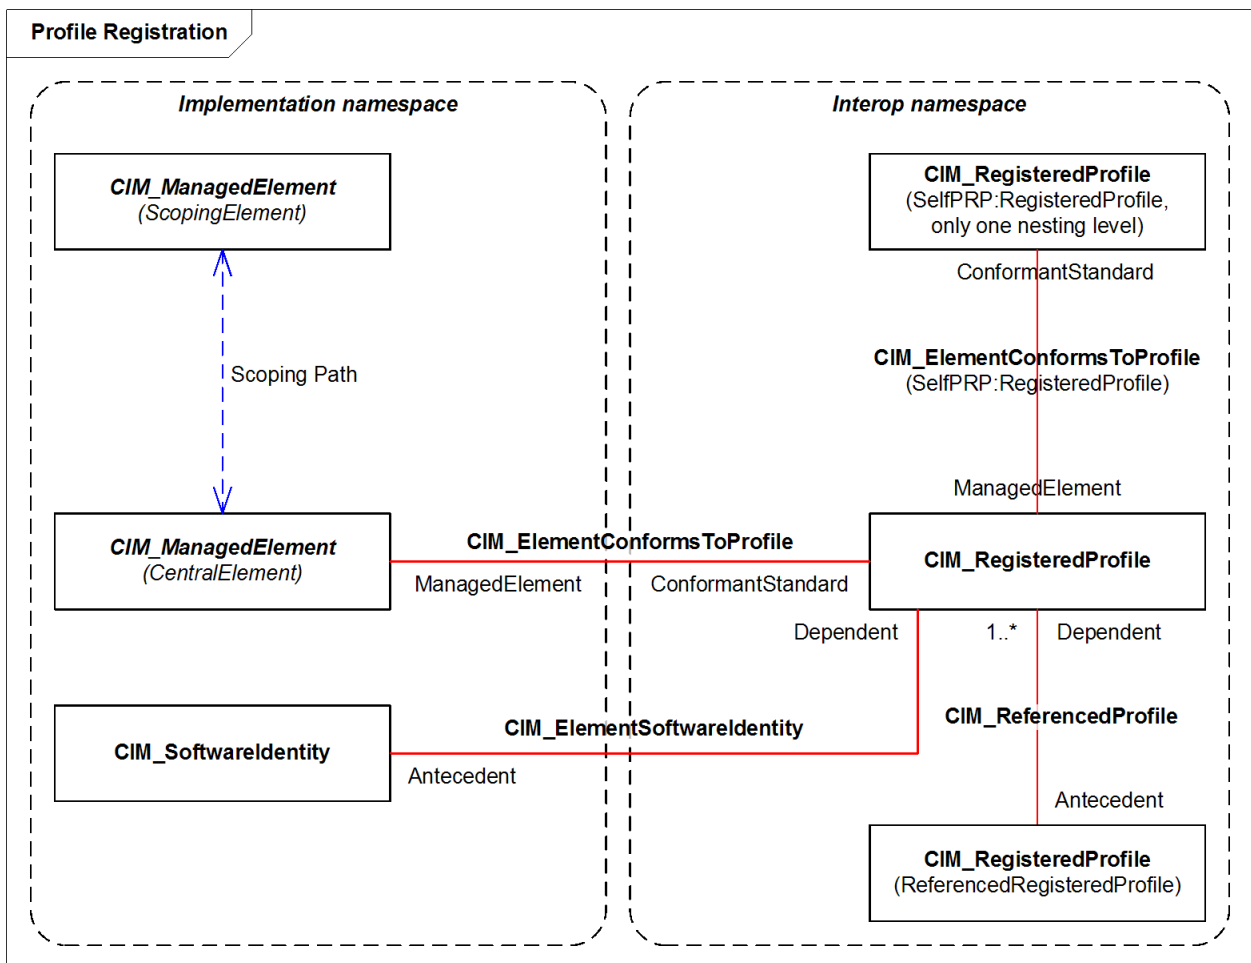 Profile Registration
Implementation namespace
Interop namespace
CIM_ManagedElement
(ScopingElement)
CIM_RegisteredProfile
(SelfPRP:RegisteredProfile,
only one nesting level)
ConformantStandard
Scoping Path
CIM_ElementConformsToProfile
(SelfPRP:RegisteredProfile)
ManagedElement
CIM_ManagedElement
(CentralElement)
CIM_ElementConformsToProfile
ManagedElement
ConformantStandard
CIM_RegisteredProfile
Dependent
1..*
Dependent
CIM_SoftwareIdentity
CIM_ElementSoftwareIdentity
Antecedent
CIM_ReferencedProfile
Antecedent
CIM_RegisteredProfile
(ReferencedRegisteredProfile)